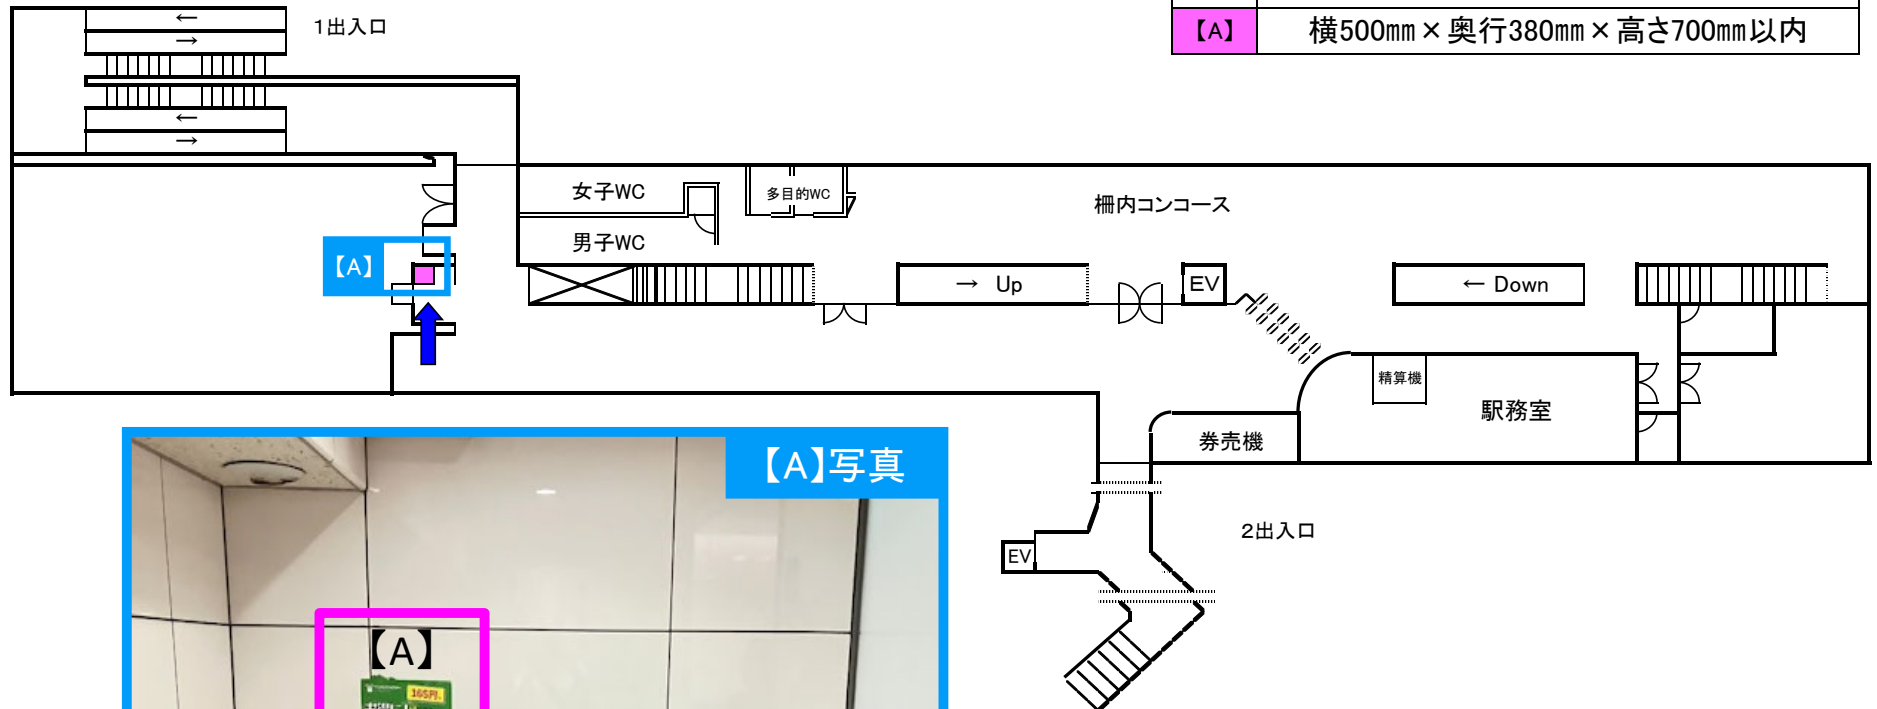 1出入口
←
→
←
→
【A】 横500㎜×奥行380㎜×高さ700㎜以内
女子WC
多目的WC
柵内コンコース
男子WC
【A】
→ Up
EV
← Down
精算機
駅務室
券売機
【A】写真
2出入口
EV
【A】
165円